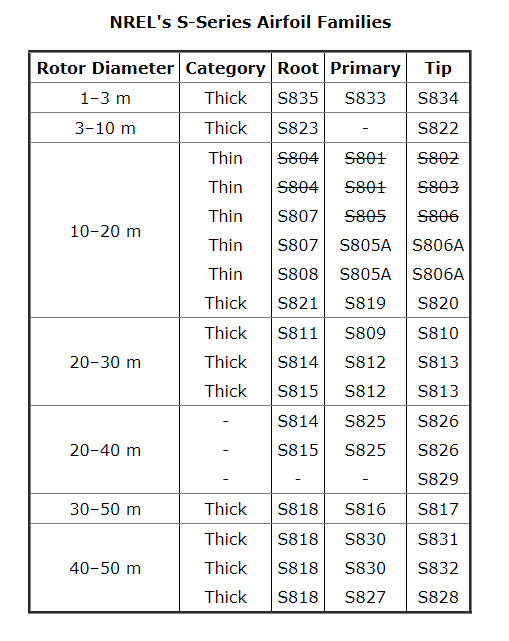 NREL's S-Series Airfoil Families
Rotor Diameter Category Root Primary Tip
1–3 m Thick S835 S833 S834
3–10 m Thick S823 - S822
10–20 m Thin S804 S801 S802
Thin S804 S801 S803
Thin S807 S805 S806
Thin S807 S805A S806A
Thin S808 S805A S806A
Thick S821 S819 S820
20–30 m Thick S811 S809 S810
Thick S814 S812 S813
Thick S815 S812 S813
20–40 m - S814 S825 S826
- S815 S825 S826
- - - S829
30–50 m Thick S818 S816 S817
40–50 m Thick S818 S830 S831
Thick S818 S830 S832
Thick S818 S827 S828